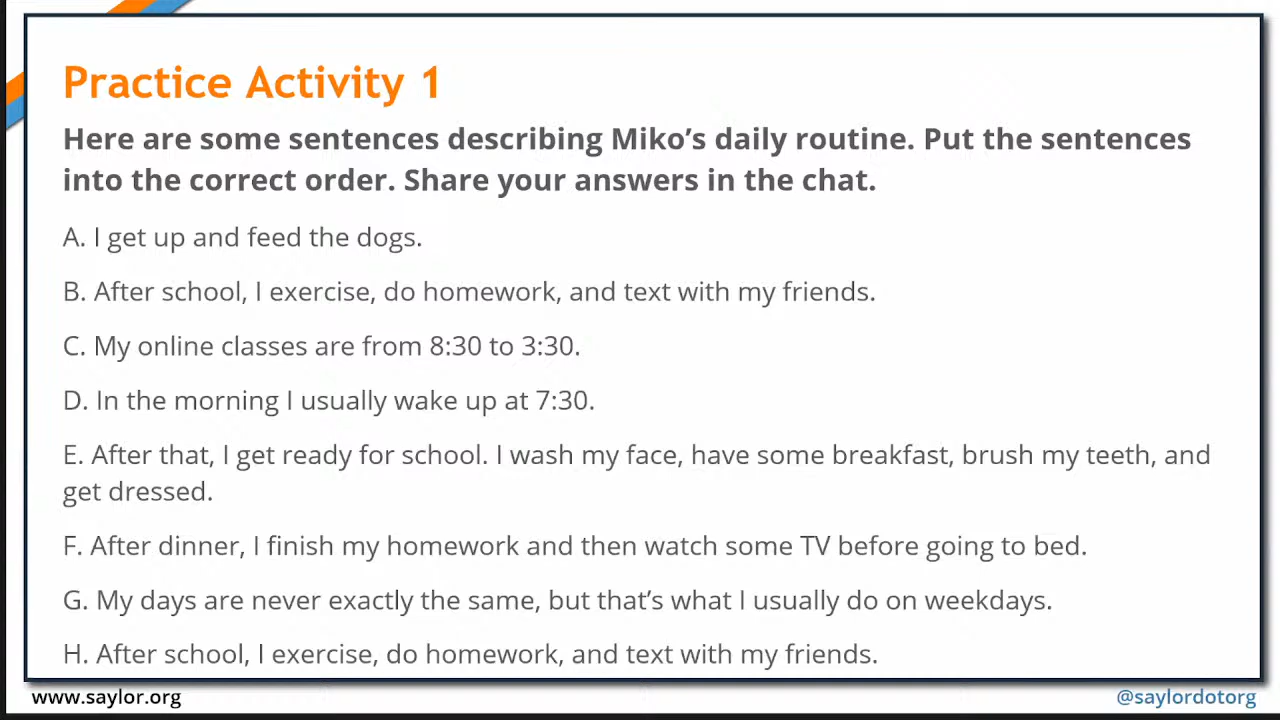 Practice Activity 1
Here are some sentences describing Miko’s daily routine. Put the sentences
into the correct order. Share your answers in the chat.
A. I get up and feed the dogs.
B. After school, I exercise, do homework, and text with my friends.
C. My online classes are from 8:30 to 3:30.
D. In the morning I usually wake up at 7:30.
E. After that, I get ready for school. I wash my face, have some breakfast, brush my teeth, and
get dressed.
F. After dinner, I finish my homework and then watch some TV before going to bed.
G. My days are never exactly the same, but that’s what I usually do on weekdays.
H. After school, I exercise, do homework, and text with my friends.
www.saylor.org
@saylordotorg